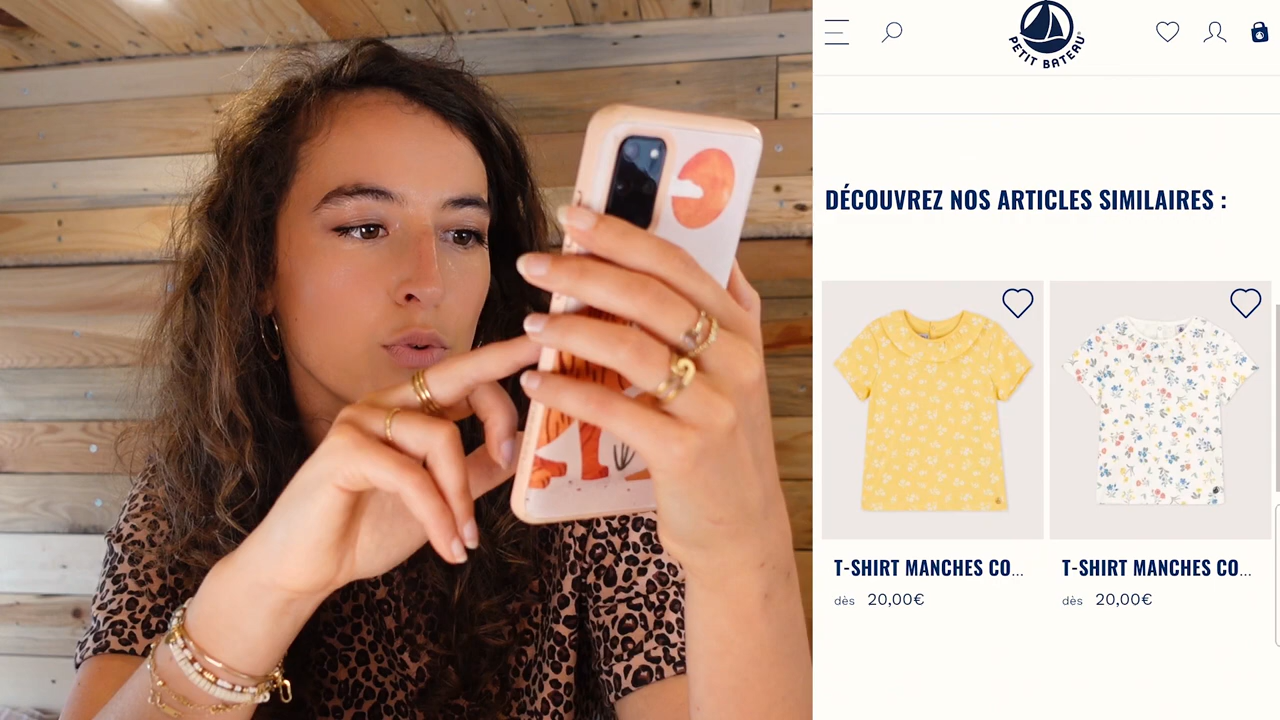 PETIT BATEAU
DÉCOUVREZ NOS ARTICLES SIMILAIRES :
T-SHIRT MANCHES CO...
dès 20,00€
T-SHIRT MANCHES CO...
dès 20,00€